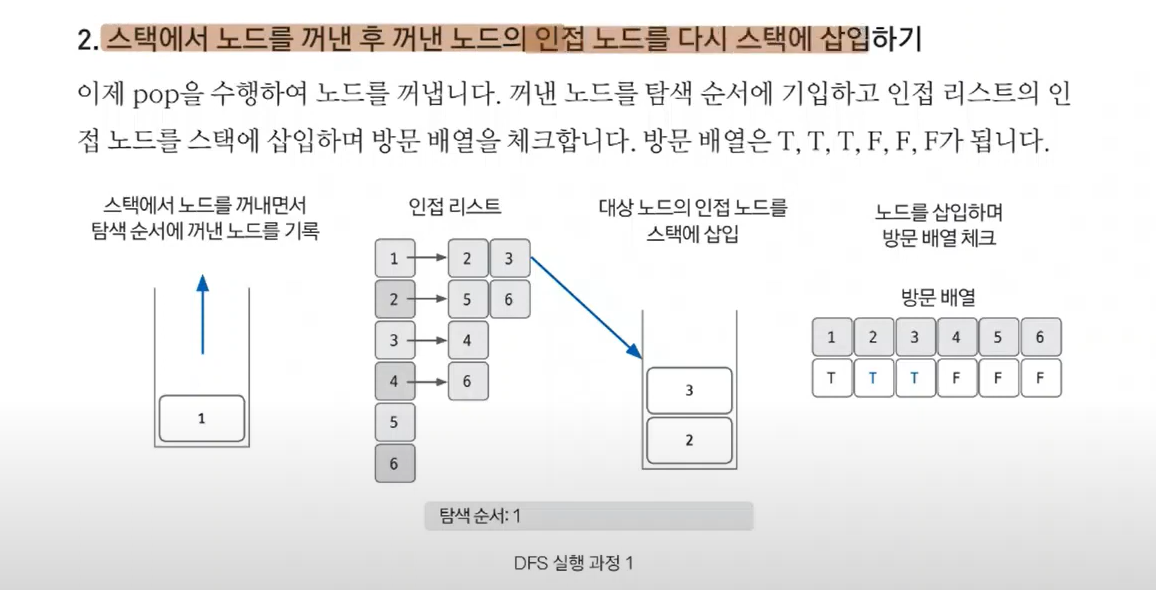 2. 스택에서 노드를 꺼낸 후 꺼낸 노드의 인접 노드를 다시 스택에 삽입하기
이제 pop을 수행하여 노드를 꺼냅니다. 꺼낸 노드를 탐색 순서에 기입하고 인접 리스트의 인
접 노드를 스택에 삽입하며 방문 배열을 체크합니다. 방문 배열은 T, T, T, F, F, F가 됩니다.
스택에서 노드를 꺼내면서
탐색 순서에 꺼낸 노드를 기록
1
인접 리스트
1 2 3
2 5 6
3 4
4 6
5
6
대상 노드의 인접 노드를
스택에 삽입
3
2
노드를 삽입하며
방문 배열 체크
방문 배열
1 2 3 4 5 6
T T T F F F
탐색 순서: 1
DFS 실행 과정 1